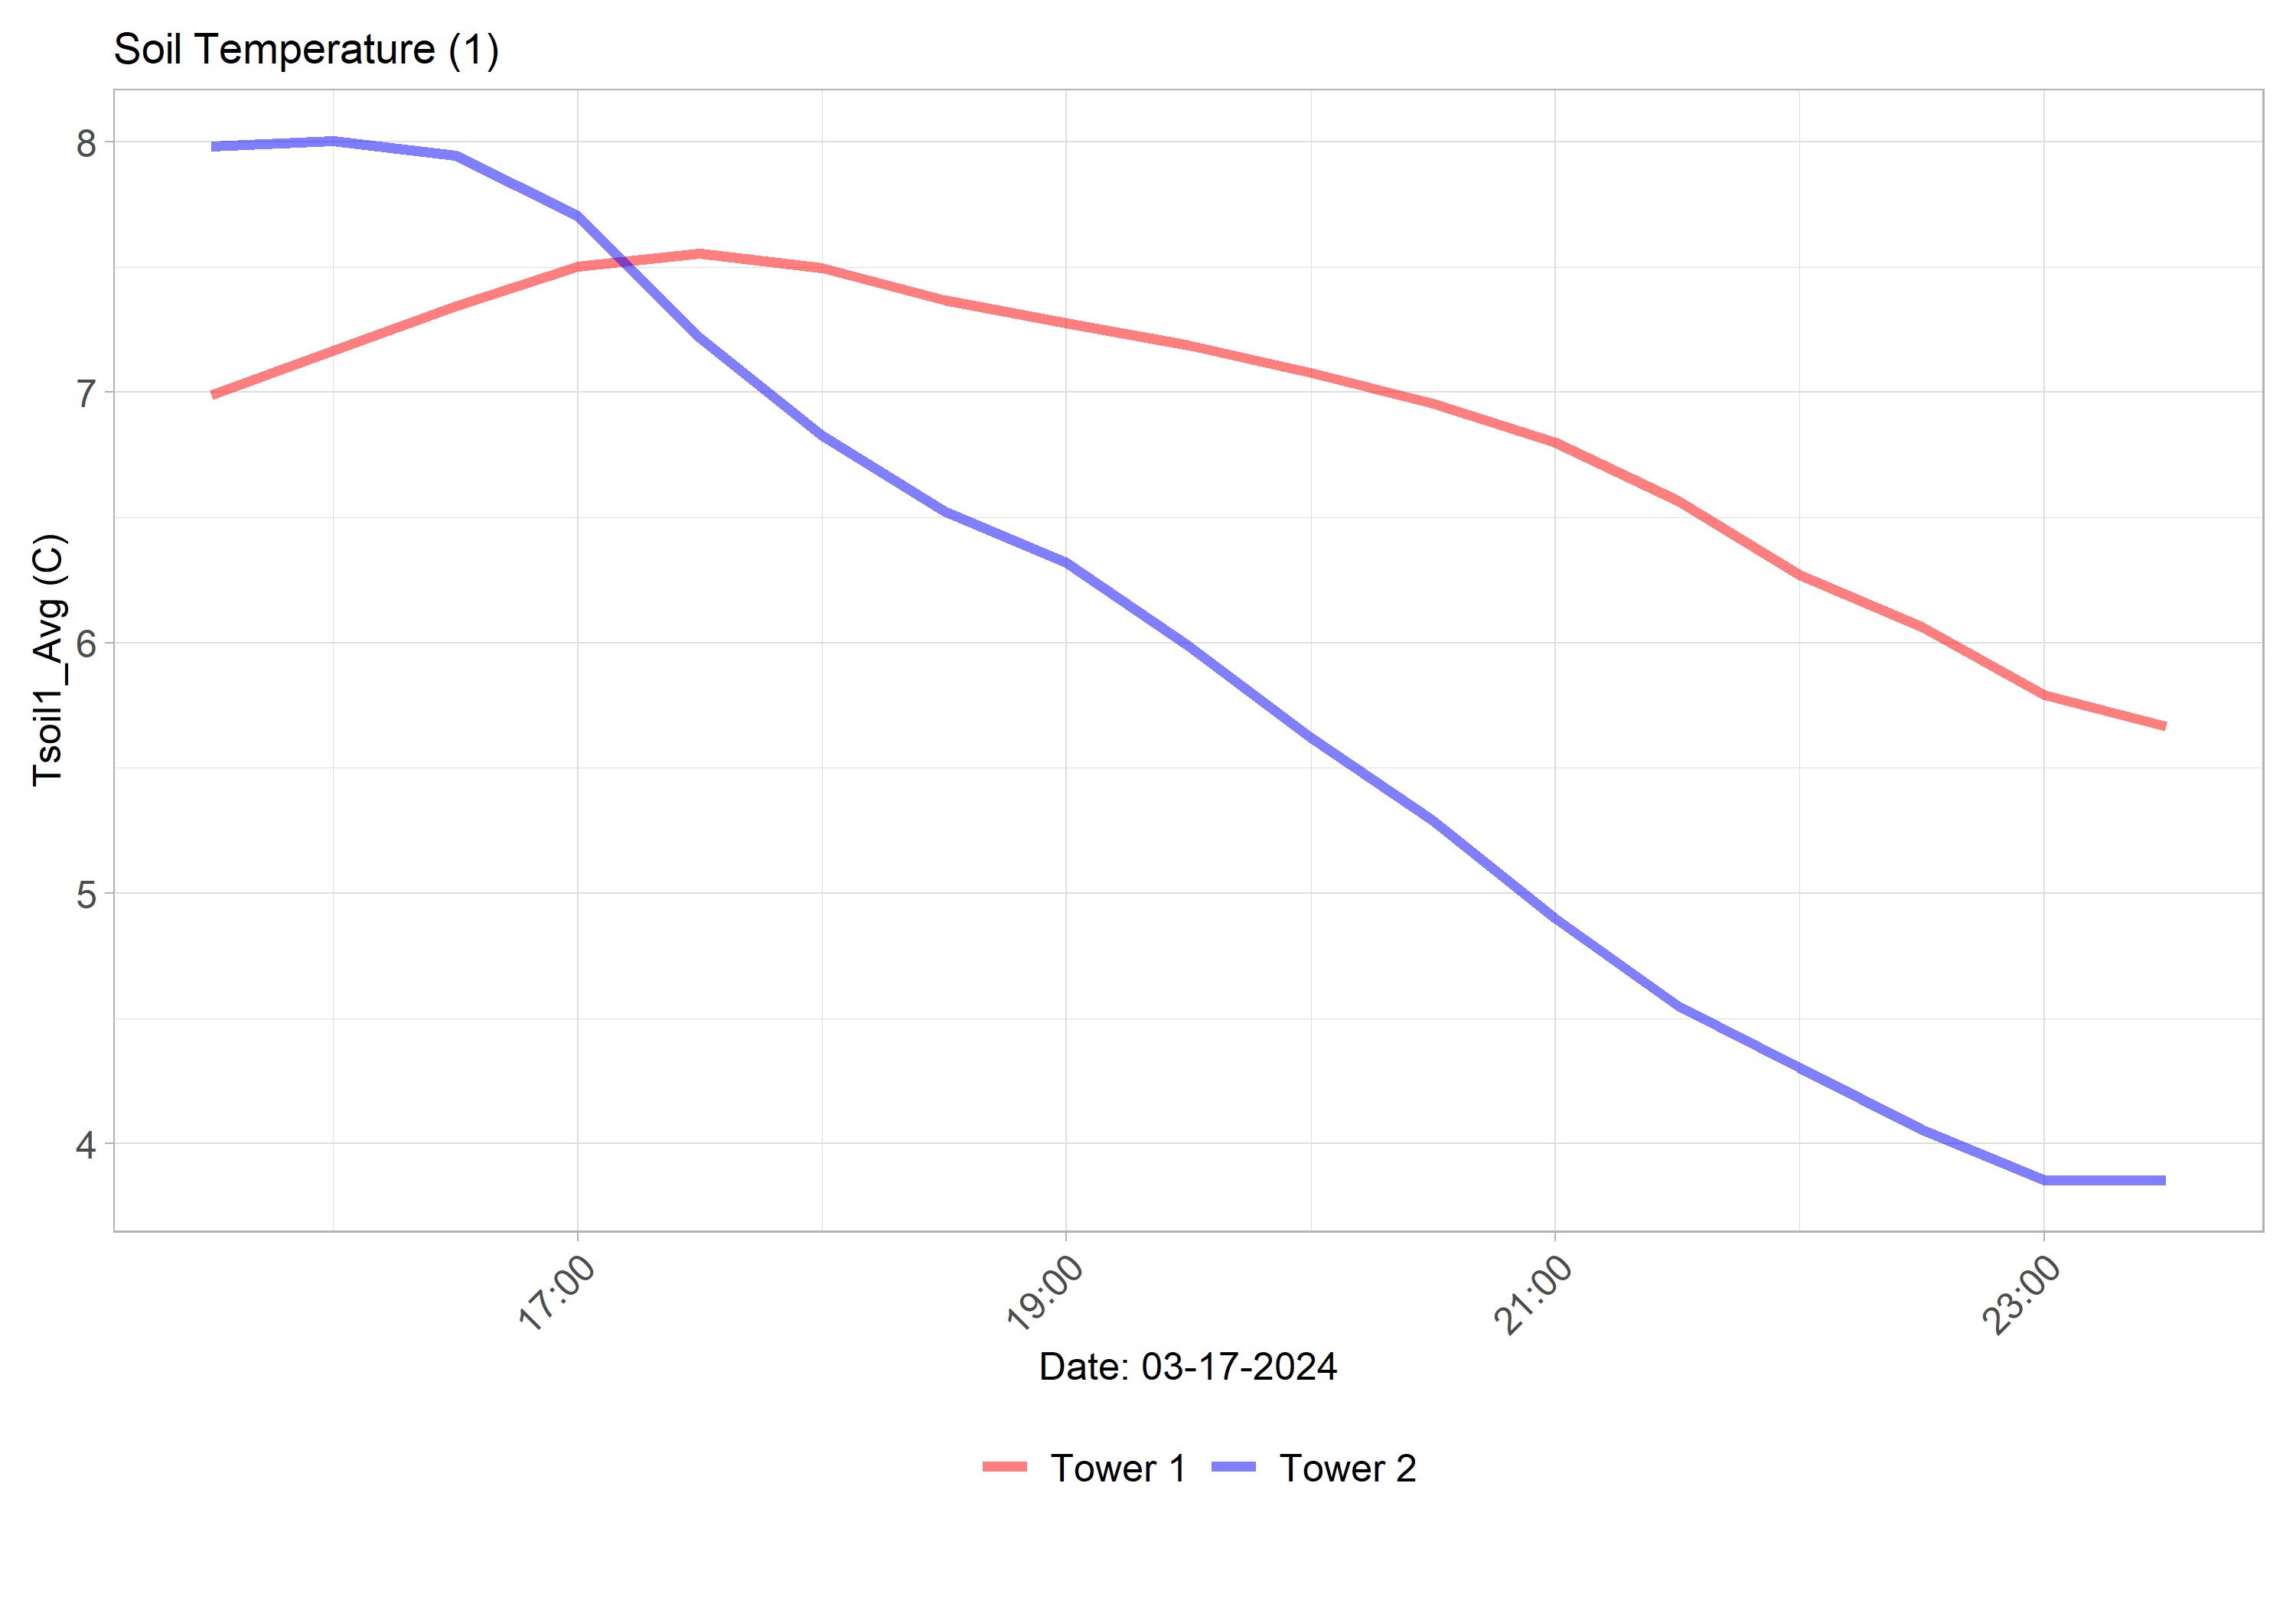 Soil Temperature (1)
Tsoil1_Avg (C)
8
7
6
5
4
17:00
19:00
21:00
23:00
Date: 03-17-2024
Tower 1
Tower 2